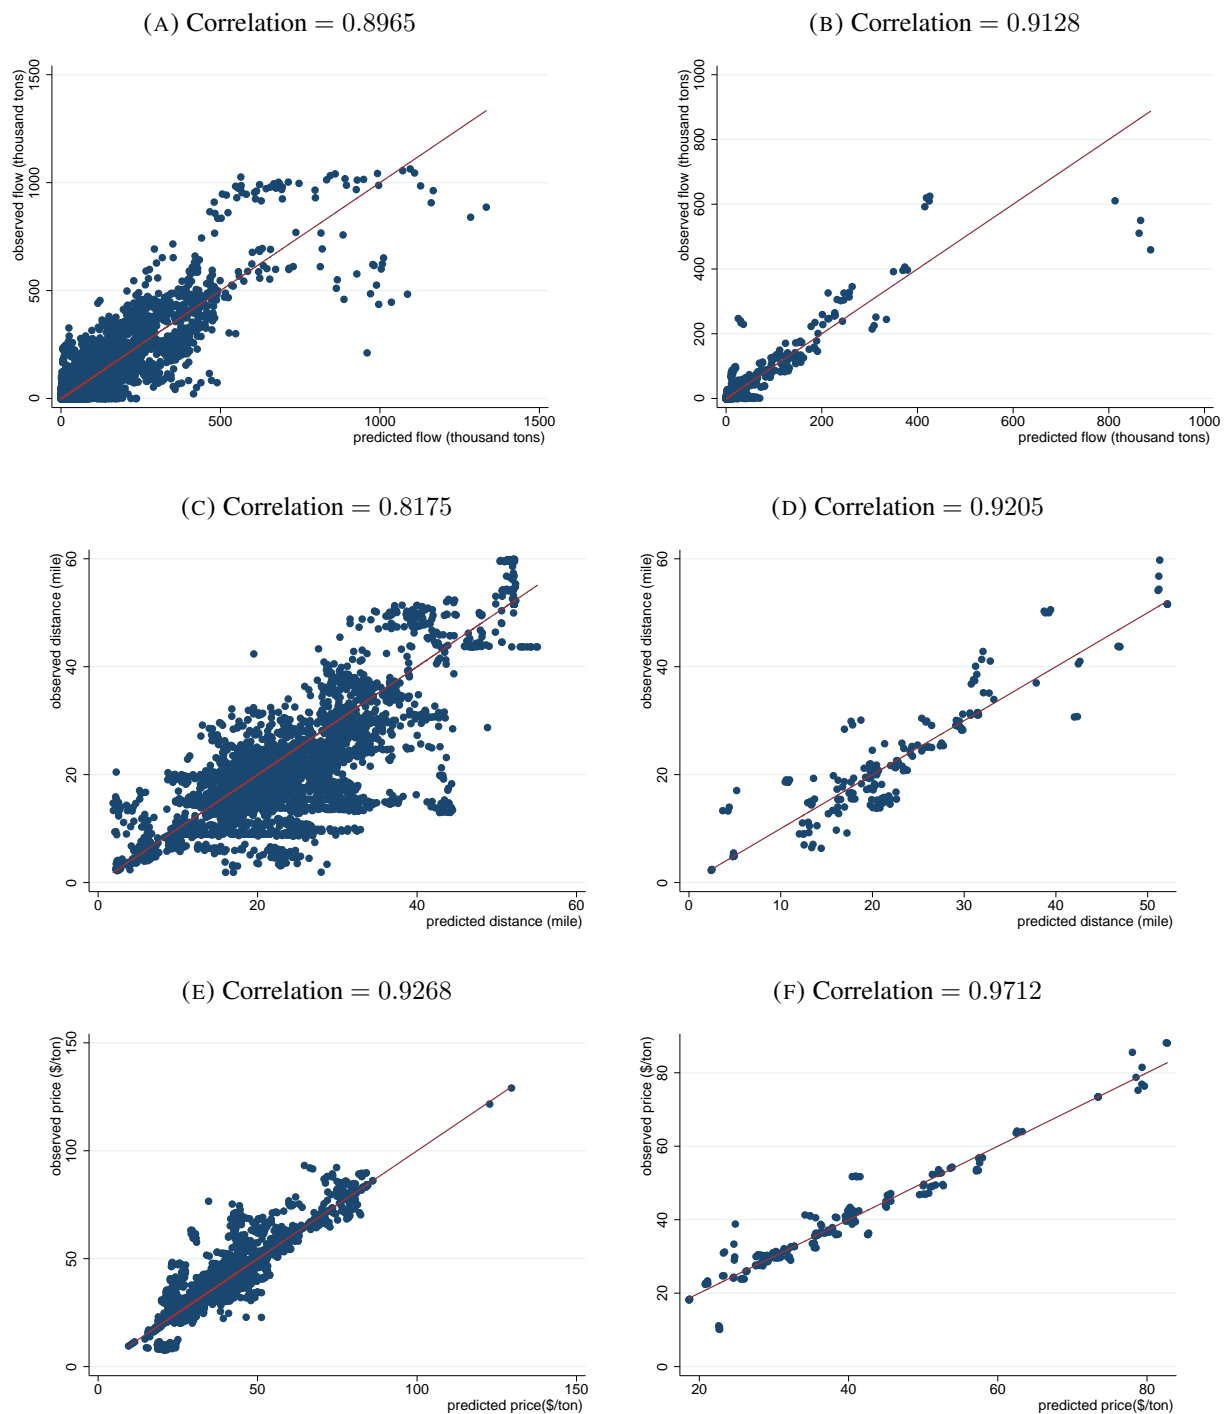 (A) Correlation = 0.8965
observed flow (thousand tons)
1500
1000
500
0
0 500 1000 1500
predicted flow (thousand tons)
(B) Correlation = 0.9128
observed flow (thousand tons)
1000
800
600
400
200
0
0 200 400 600 800 1000
predicted flow (thousand tons)
(C) Correlation = 0.8175
observed distance (mile)
60
40
20
0
0 20 40 60
predicted distance (mile)
(D) Correlation = 0.9205
observed distance (mile)
60
40
20
0
0 10 20 30 40 50
predicted distance (mile)
(E) Correlation = 0.9268
observed price ($/ton)
150
100
50
0
0 50 100 150
predicted price($/ton)
(F) Correlation = 0.9712
observed price ($/ton)
80
60
40
20
0
20 40 60 80
predicted price($/ton)